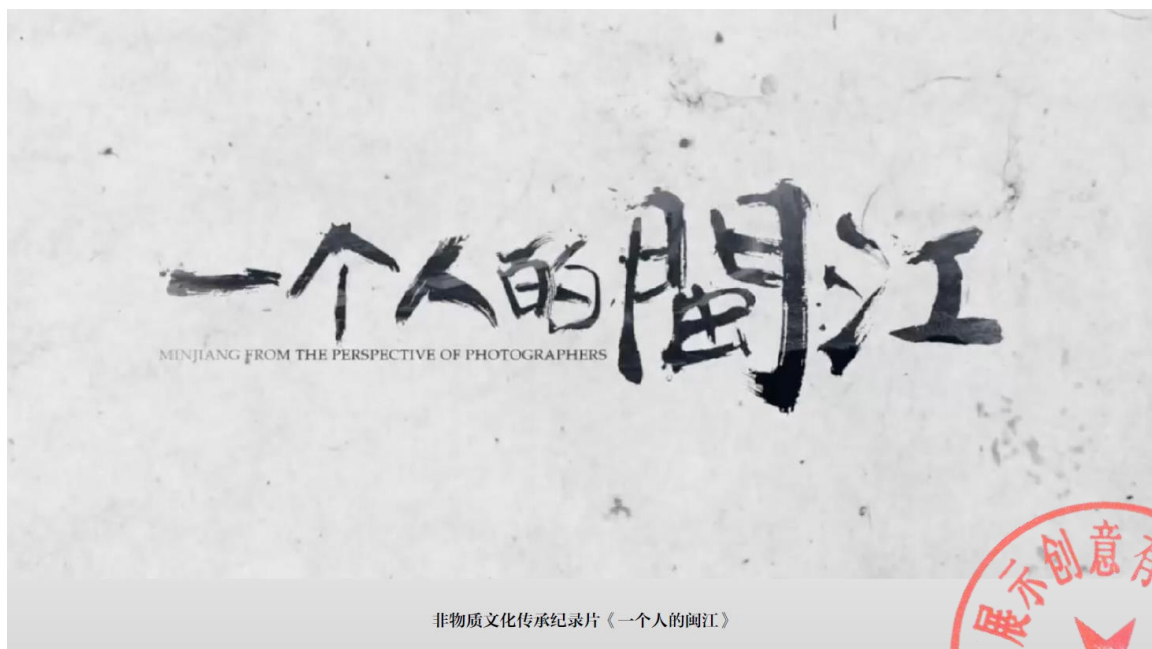 一个人的闽江
MINJIANG FROM THE PERSPECTIVE OF PHOTOGRAPHERS
展示创意有
非物质文化传承纪录片《一个人的闽江》